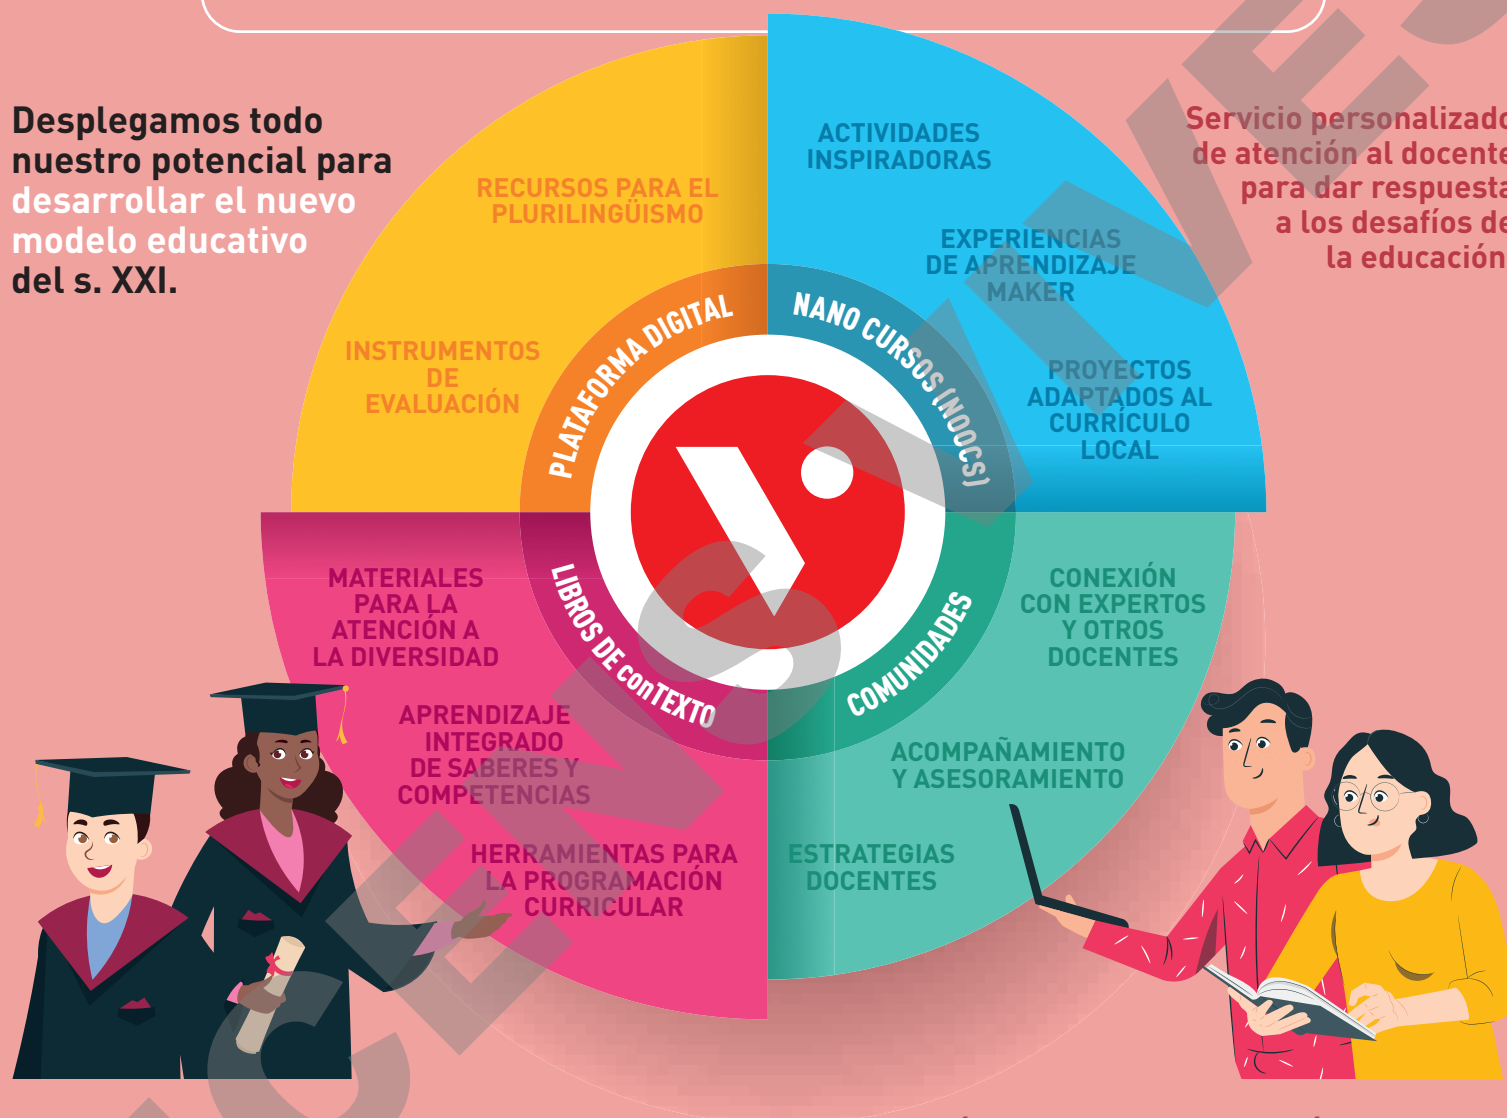 Desplegamos todo
nuestro potencial para
desarrollar el nuevo
modelo educativo
del s. XXI.
RECURSOS PARA EL
PLURILINGÜISMO
INSTRUMENTOS
DE
EVALUACIÓN
PLATAFORMA DIGITAL
ACTIVIDADES
INSPIRADORAS
EXPERIENCIAS
DE APRENDIZAJE
MAKER
PROYECTOS
ADAPTADOS AL
CURRÍCULO
LOCAL
NANO CURSOS (NOOCS)
Servicio personalizado
de atención al docente
para dar respuesta
a los desafíos de
la educación
MATERIALES
PARA LA
ATENCIÓN A
LA DIVERSIDAD
APRENDIZAJE
INTEGRADO
DE SABERES Y
COMPETENCIAS
HERRAMIENTAS PARA
LA PROGRAMACIÓN
CURRICULAR
LIBROS DE conTEXTO
COMUNIDADES
CONEXIÓN
CON EXPERTOS
Y OTROS
DOCENTES
ACOMPAÑAMIENTO
Y ASESORAMIENTO
ESTRATEGIAS
DOCENTES